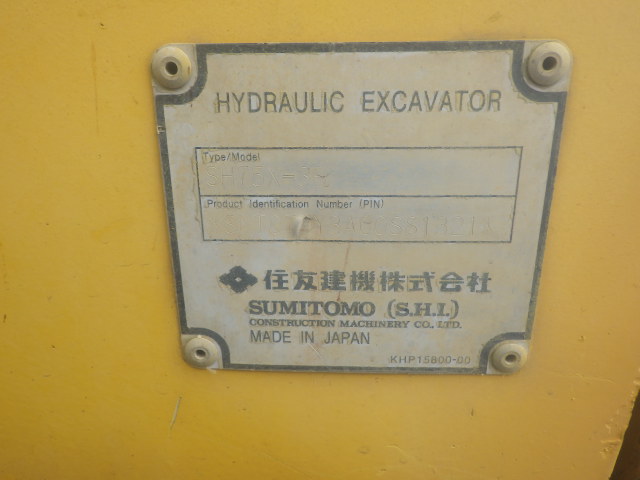 HYDRAULIC EXCAVATOR
Type/Model
Product Identification Number (PIN)
住友建機株式会社
SUMITOMO (S.H.I.)
CONSTRUCTION MACHINERY CO., LTD.
MADE IN JAPAN
KHP15800-00